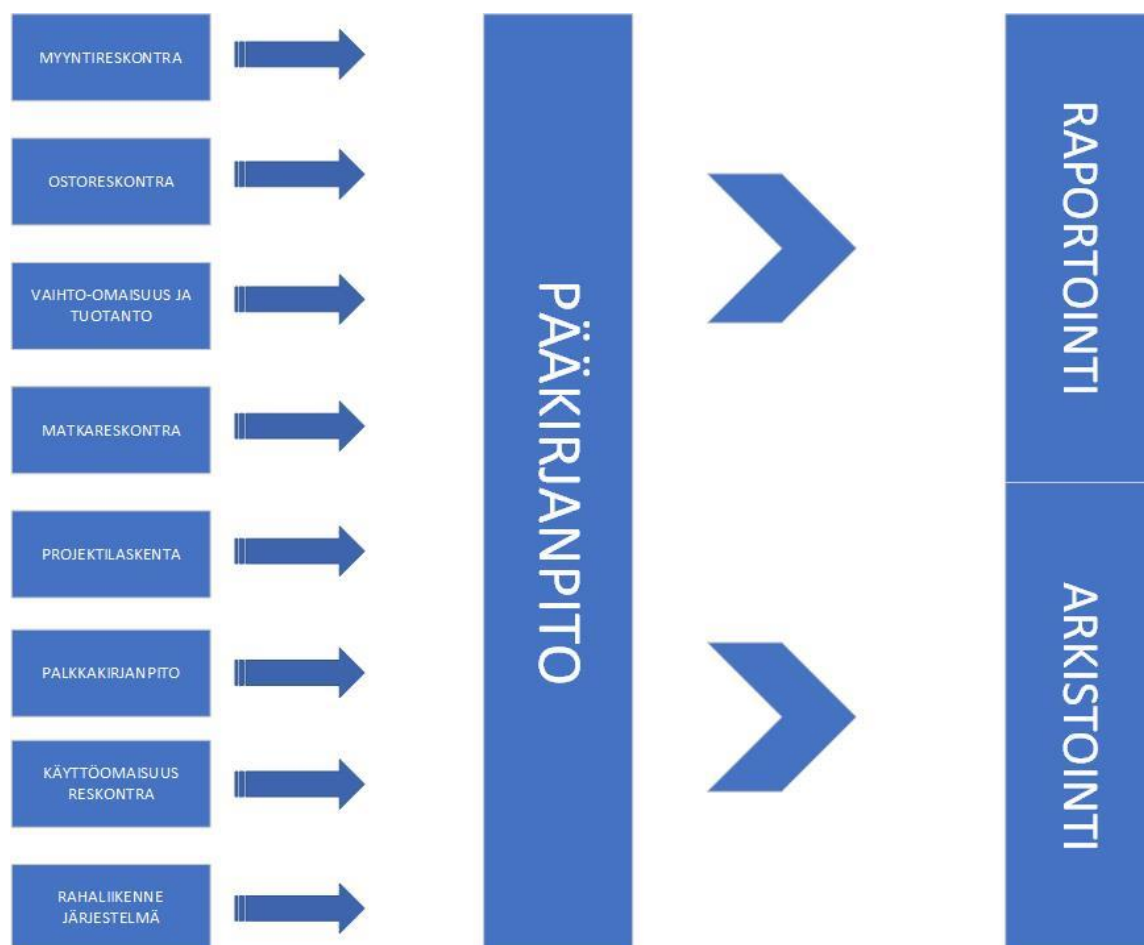 MYYNTIRESKONTRA
OSTORESKONTRA
VAIHTO-OMAISUUS JA
TUOTANTO
MATKARESKONTRA
PROJEKTILASKENTA
PALKKAKIRJANPITO
KÄYTTÖOMAISUUS
RESKONTRA
RAHALIIKENNE
JÄRJESTELMÄ
PÄÄKIRJANPITO
RAPORTOINTI
ARKISTOINTI